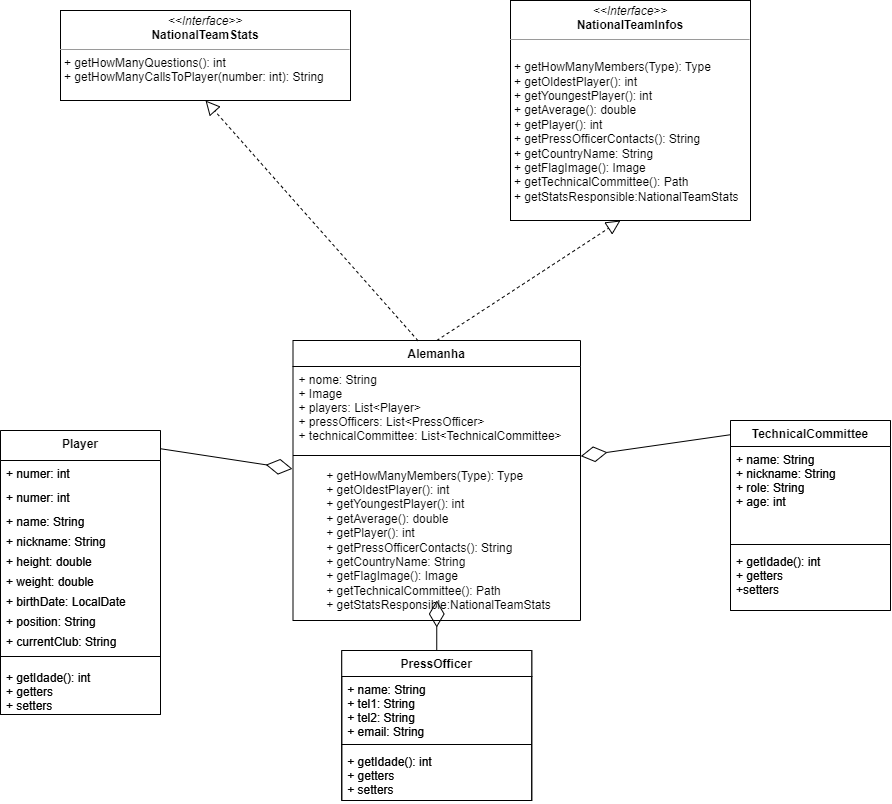 <<Interface>>
NationalTeamStats
+ getHowManyQuestions(): int
+ getHowManyCallsToPlayer(number: int): String
<<Interface>>
NationalTeamInfos
+ getHowManyMembers(Type): Type
+ getOldestPlayer(): int
+ getYoungestPlayer(): int
+ getAverage(): double
+ getPlayer(): int
+ getPressOfficerContacts(): String
+ getCountryName: String
+ getFlagImage(): Image
+ getTechnicalCommittee(): Path
+ getStatsResponsible:NationalTeamStats
Alemanha
+ nome: String
+ Image
+ players: List<Player>
+ pressOfficers: List<PressOfficer>
+ technicalCommittee: List<TechnicalCommittee>
+ getHowManyMembers(Type): Type
+ getOldestPlayer(): int
+ getYoungestPlayer(): int
+ getAverage(): double
+ getPlayer(): int
+ getPressOfficerContacts(): String
+ getCountryName: String
+ getFlagImage(): Image
+ getTechnicalCommittee(): Path
+ getStatsResponsible:NationalTeamStats
Player
+ numer: int
+ numer: int
+ name: String
+ nickname: String
+ height: double
+ weight: double
+ birthDate: LocalDate
+ position: String
+ currentClub: String
+ getIdade(): int
+ getters
+ setters
TechnicalCommittee
+ name: String
+ nickname: String
+ role: String
+ age: int
+ getIdade(): int
+ getters
+setters
PressOfficer
+ name: String
+ tel1: String
+ tel2: String
+ email: String
+ getIdade(): int
+ getters
+ setters